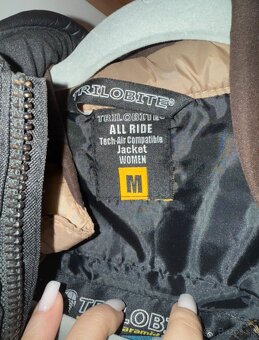 TRILOBITE®
TRILOBITE®
ALL RIDE
Tech-Air Compatible
Jacket
WOMEN
M
TRILOBITE®